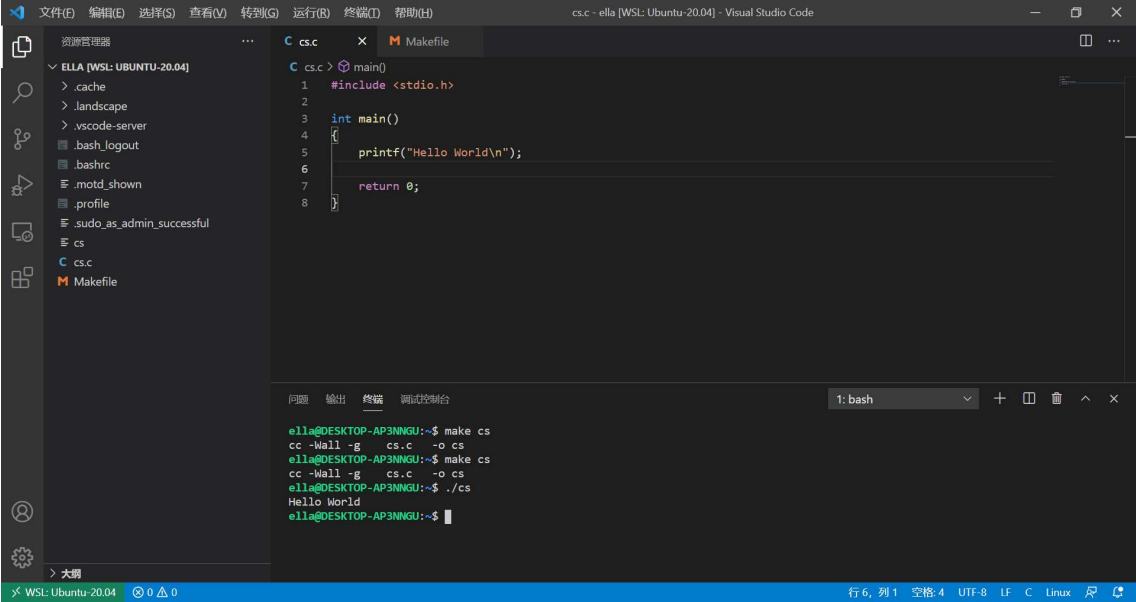 文件(F) 编辑(E) 选择(S) 查看(V) 转到(G) 运行(R) 终端(T) 帮助(H)
cs.c - ella [WSL: Ubuntu-20.04] - Visual Studio Code
资源管理器
ELLA [WSL: UBUNTU-20.04]
.cache
.landscape
.vscode-server
.bash_logout
.bashrc
.motd_shown
.profile
.sudo_as_admin_successful
cs
C cs.c
M Makefile
大纲
C cs.c M Makefile
C cs.c > main()
1 #include <stdio.h>
2
3 int main()
4 {
5 printf("Hello World\n");
6
7 return 0;
8 }
问题 输出 终端 调试控制台
1: bash
ella@DESKTOP-AP3NNGU:~$ make cs
cc -Wall -g cs.c -o cs
ella@DESKTOP-AP3NNGU:~$ make cs
cc -Wall -g cs.c -o cs
ella@DESKTOP-AP3NNGU:~$ ./cs
Hello World
ella@DESKTOP-AP3NNGU:~$
WSL: Ubuntu-20.04 0 0
行 6, 列 1 空格: 4 UTF-8 LF C Linux